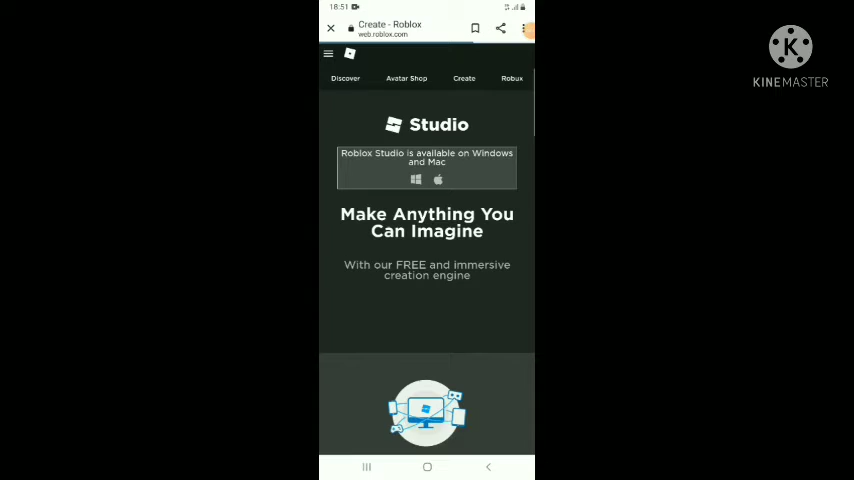 18:51
Create - Roblox
web.roblox.com
Discover Avatar Shop Create Robux
Studio
Roblox Studio is available on Windows
and Mac
Make Anything You
Can Imagine
With our FREE and immersive
creation engine
K
KINEMASTER